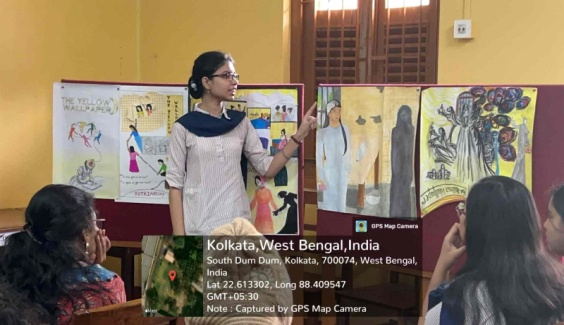 THE YELLOW
WALLPAPER
GPS Map Camera
Kolkata,West Bengal,India
South Dum Dum, Kolkata, 700074, West Bengal,
India
Lat 22.613302, Long 88.409547
GMT+05:30
Note : Captured by GPS Map Camera